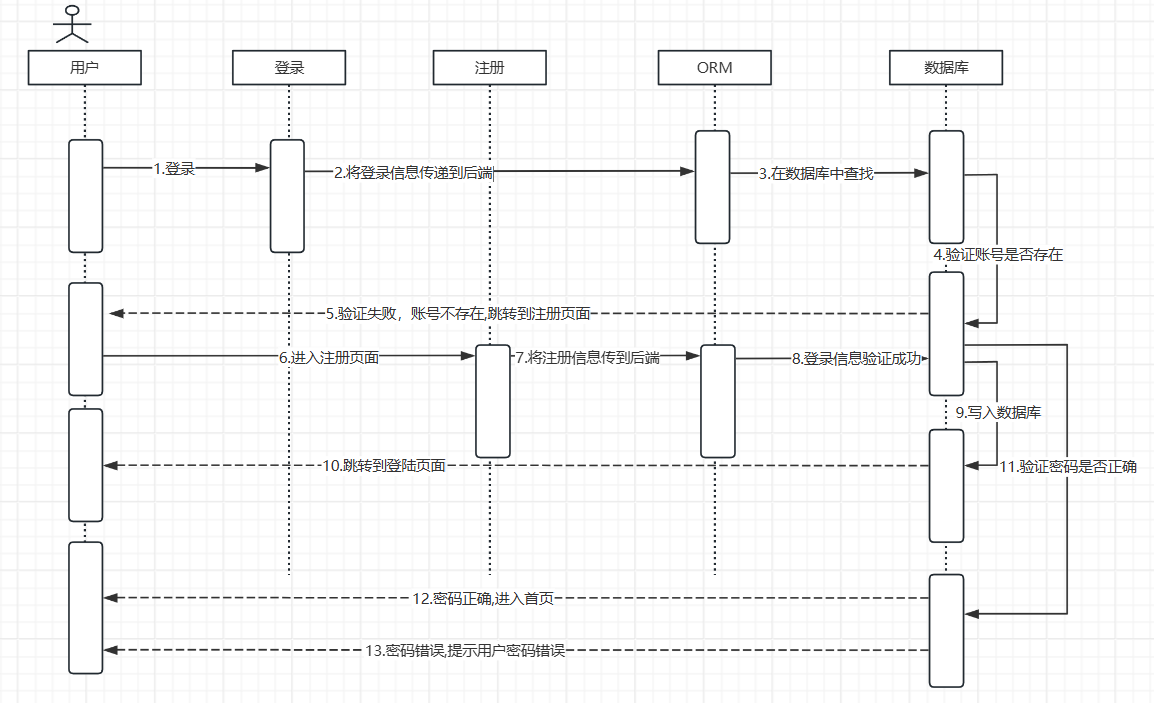 用户
登录
注册
ORM
数据库
1.登录
2.将登录信息传递到后端
3.在数据库中查找
4.验证账号是否存在
5.验证失败，账号不存在,跳转到注册页面
6.进入注册页面
7.将注册信息传到后端
8.登录信息验证成功
9.写入数据库
10.跳转到登陆页面
11.验证密码是否正确
12.密码正确,进入首页
13.密码错误,提示用户密码错误